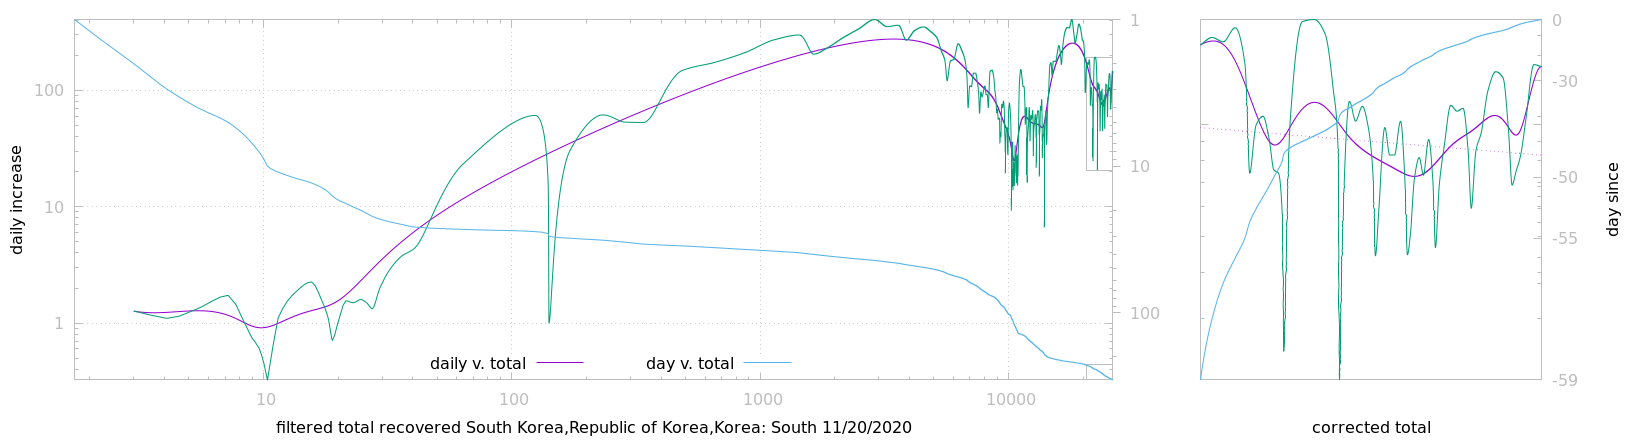 daily increase
100
10
1
10
100
1000
10000
1
10
100
daily v. total
day v. total
filtered total recovered South Korea,Republic of Korea,Korea: South 11/20/2020
0
-30
-50
-55
-59
day since
corrected total